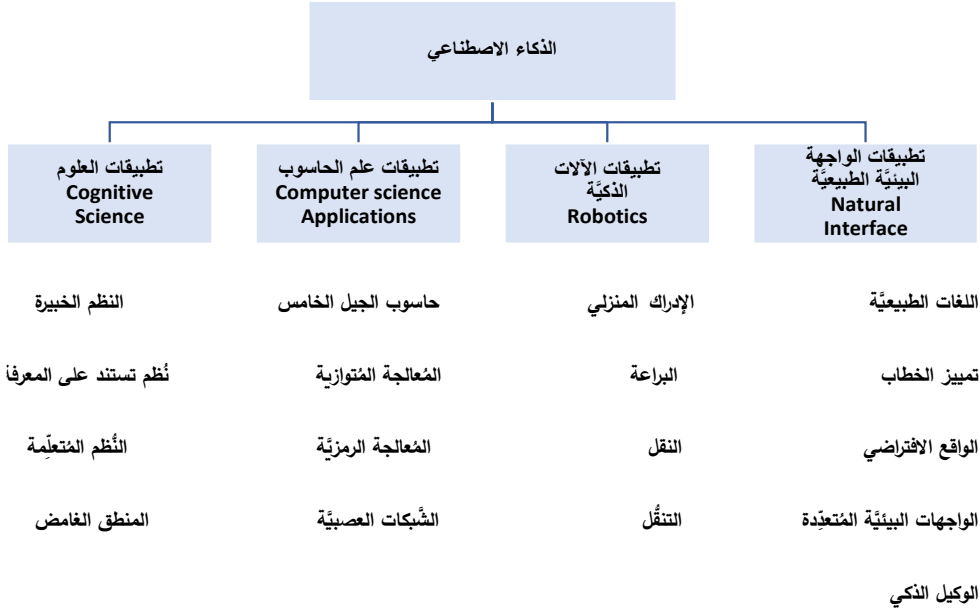 الذكاء الاصطناعي
تطبيقات الواجهة
البينيَّة الطبيعيَّة
Natural
Interface
تطبيقات الآلات
الذكيَّة
Robotics
تطبيقات علم الحاسوب
Computer science
Applications
تطبيقات العلوم
Cognitive
Science
اللغات الطبيعيَّة
الإدراك المنزلي
حاسوب الجيل الخامس
النظم الخبيرة
تمييز الخطاب
البراعة
المُعالجة المُتوازية
نُظم تستند على المعرفة
الواقع الافتراضي
النقل
المُعالجة الرمزيَّة
النُّظم المُتعلِّمة
الواجهات البيئيَّة المُتعدِّدة
التنقُّل
الشَّبكات العصبيَّة
المنطق الغامض
الوكيل الذكي